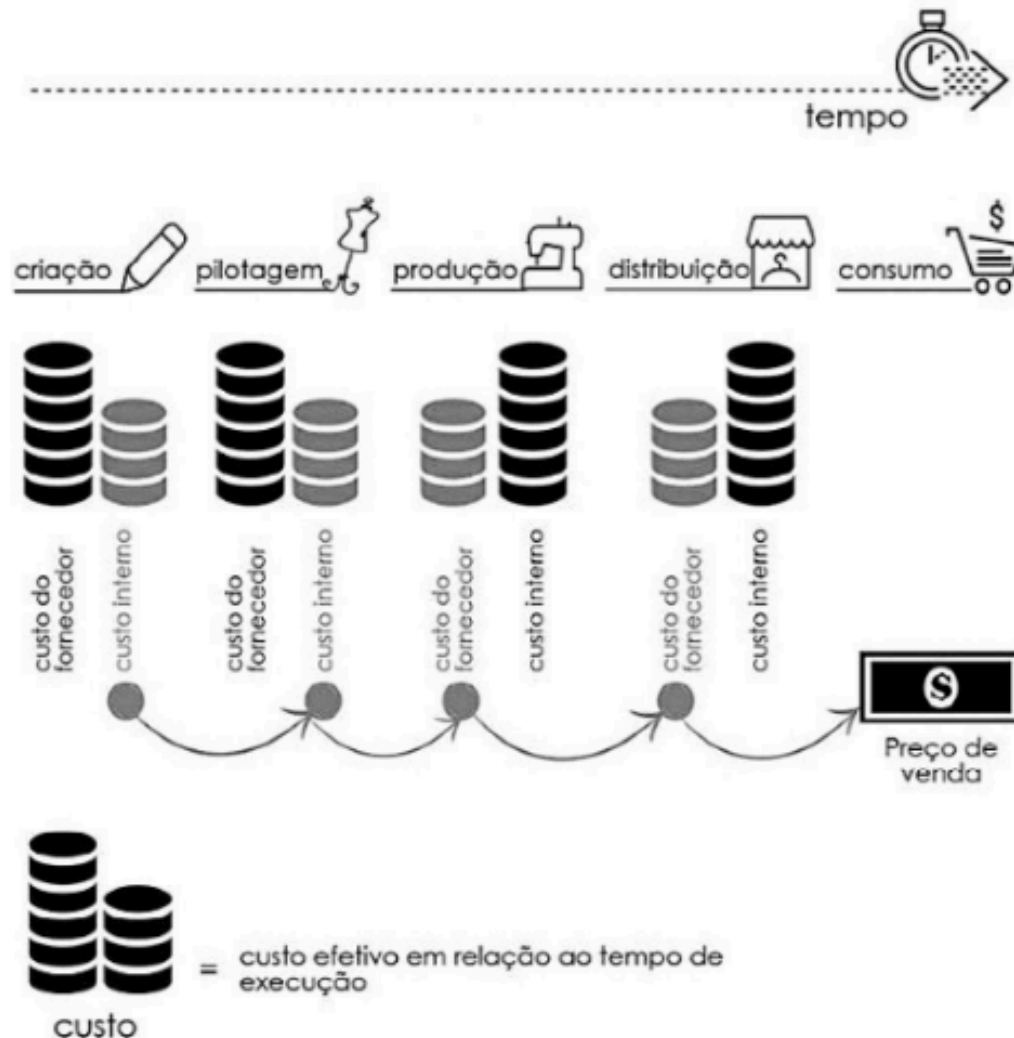 tempo
criação
pilotagem
produção
distribuição
$
consumo
custo do
fornecedor
custo interno
custo do
fornecedor
custo interno
custo do
fornecedor
custo interno
custo do
fornecedor
custo interno
$
Preço de
venda
= custo efetivo em relação ao tempo de
execução
custo